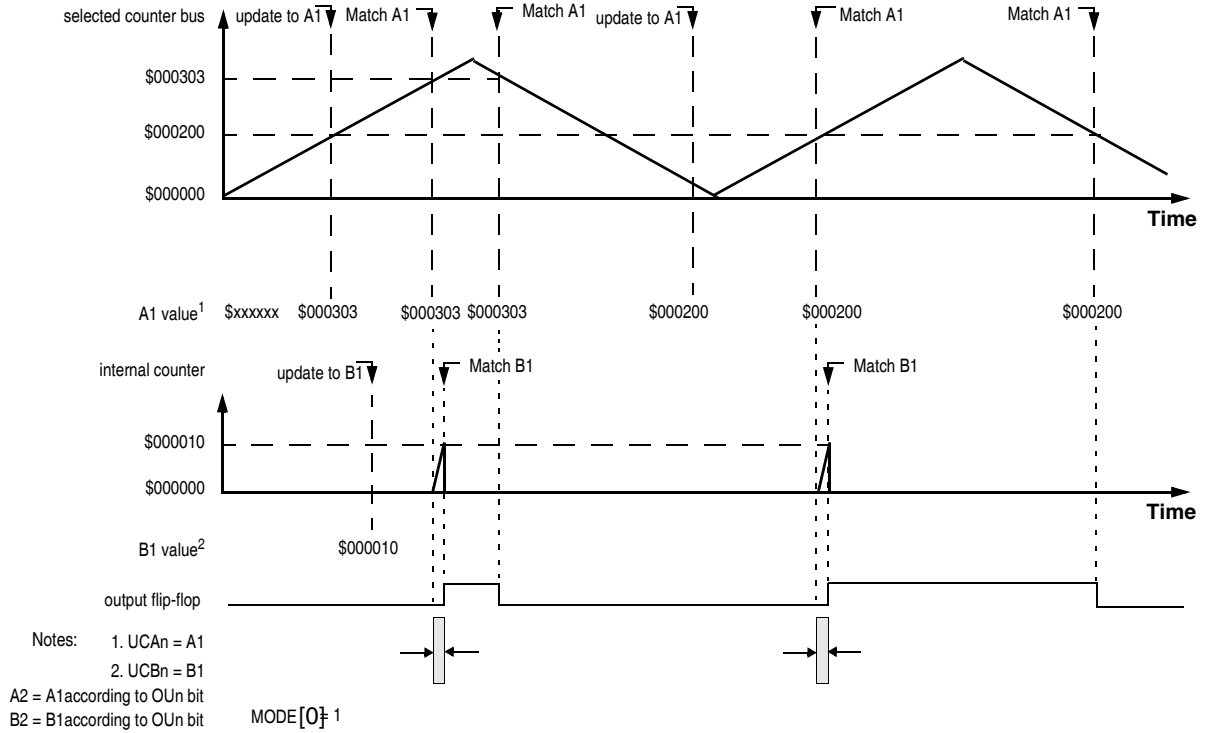 selected counter bus
update to A1
Match A1
Match A1
update to A1
Match A1
Match A1
$000303
$000200
$000000
Time
A1 value1 $xxxxxx $000303 $000303 $000303 $000200 $000200 $000200
internal counter
update to B1
Match B1
Match B1
$000010
$000000
Time
B1 value2 $000010
output flip-flop
Notes: 1. UCAn = A1
2. UCBn = B1
A2 = A1according to OUn bit
B2 = B1according to OUn bit
MODE[0]= 1